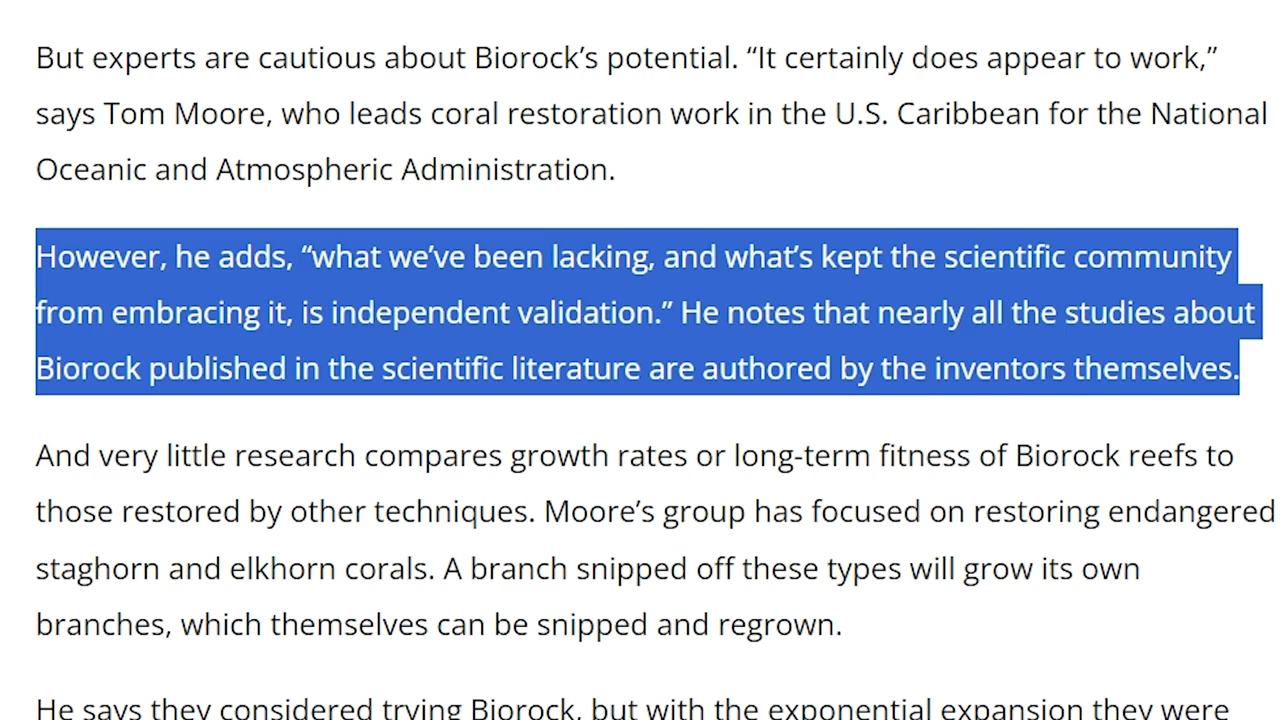 But experts are cautious about Biorock’s potential. “It certainly does appear to work,”
says Tom Moore, who leads coral restoration work in the U.S. Caribbean for the National
Oceanic and Atmospheric Administration.
However, he adds, “what we’ve been lacking, and what’s kept the scientific community
from embracing it, is independent validation.” He notes that nearly all the studies about
Biorock published in the scientific literature are authored by the inventors themselves.
And very little research compares growth rates or long-term fitness of Biorock reefs to
those restored by other techniques. Moore’s group has focused on restoring endangered
staghorn and elkhorn corals. A branch snipped off these types will grow its own
branches, which themselves can be snipped and regrown.
He says they considered trying Biorock, but with the exponential expansion they were